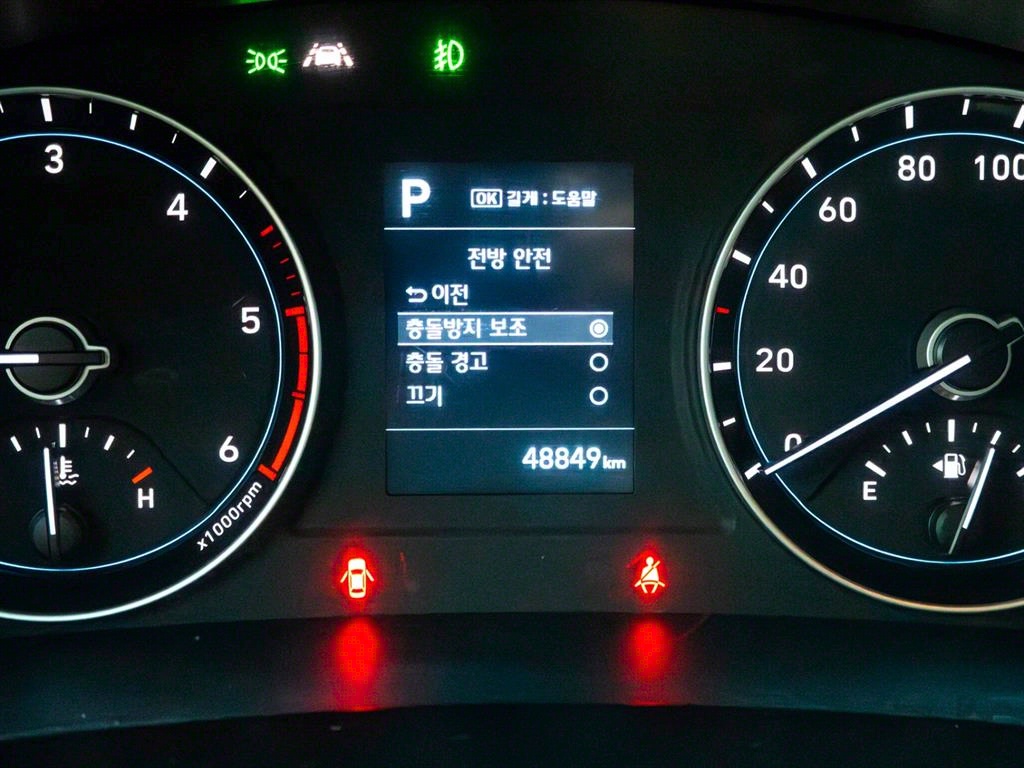 P
OK 길게 : 도움말
전방 안전
이전
충돌방지 보조
충돌 경고
끄기
48849km
3
4
5
6
H
x1000rpm
0
20
40
60
80
100
E